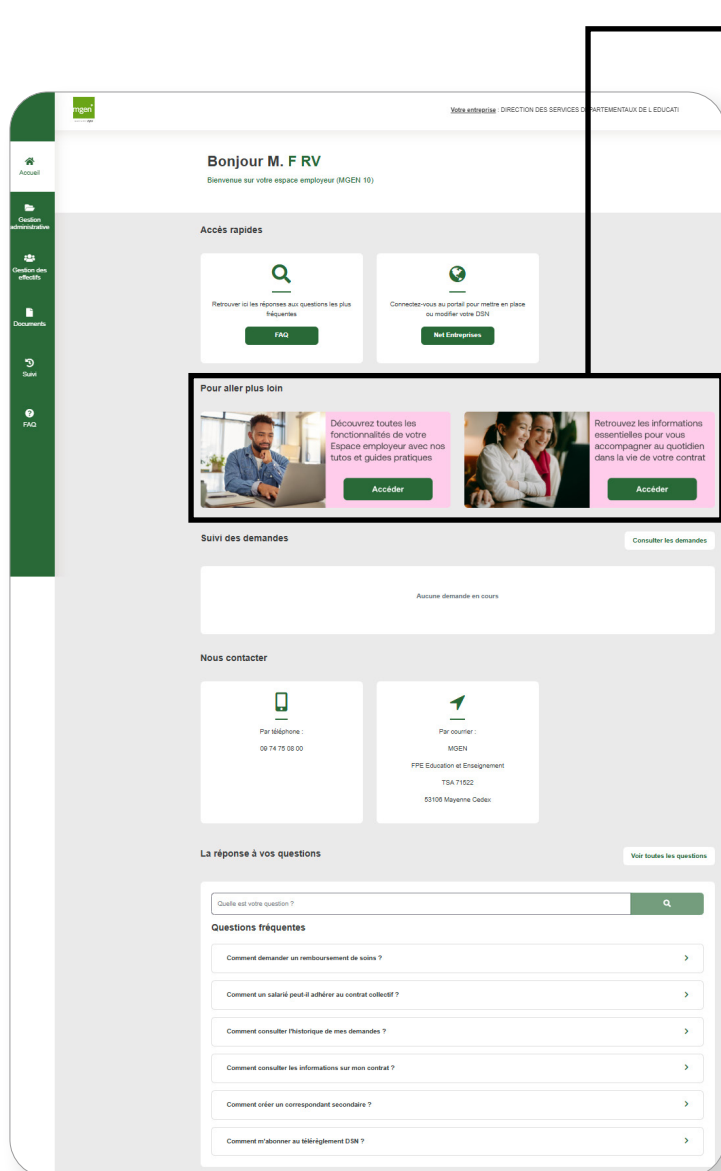 mgen
Votre entreprise : DIRECTION DES SERVICES DEPARTEMENTAUX DE L EDUCATI
Accueil
Gestion
administrative
Gestion des
effectifs
Documents
Suivi
FAQ
Bonjour M. F RV
Bienvenue sur votre espace employeur (MGEN 10)
Accès rapides
Retrouver ici les réponses aux questions les plus
fréquentes
FAQ
Connectez-vous au portail pour mettre en place
ou modifier votre DSN
Net Entreprises
Pour aller plus loin
Découvrez toutes les
fonctionnalités de votre
Espace employeur avec nos
tutos et guides pratiques
Accéder
Retrouvez les informations
essentielles pour vous
accompagner au quotidien
dans la vie de votre contrat
Accéder
Suivi des demandes
Consulter les demandes
Aucune demande en cours
Nous contacter
Par téléphone :
09 74 75 08 00
Par courrier :
MGEN
FPE Education et Enseignement
TSA 71522
53106 Mayenne Cedex
La réponse à vos questions
Voir toutes les questions
Quelle est votre question ?
Questions fréquentes
Comment demander un remboursement de soins ?
Comment un salarié peut-il adhérer au contrat collectif ?
Comment consulter l'historique de mes demandes ?
Comment consulter les informations sur mon contrat ?
Comment créer un correspondant secondaire ?
Comment m'abonner au téléréglement DSN ?